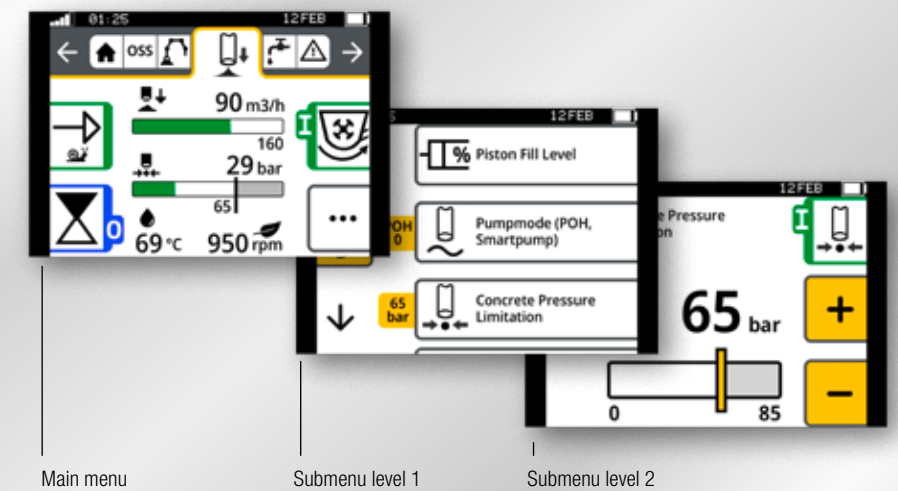 01:25 12FEB
OSS
90 m3/h
160
29 bar
65
69 °C 950 rpm
I
O
12FEB
% Piston Fill Level
POH
0
Pumpmode (POH,
Smartpump)
65
bar
Concrete Pressure
Limitation
12FEB
Pressure
I
65 bar
+
−
0 85
Main menu
Submenu level 1
Submenu level 2